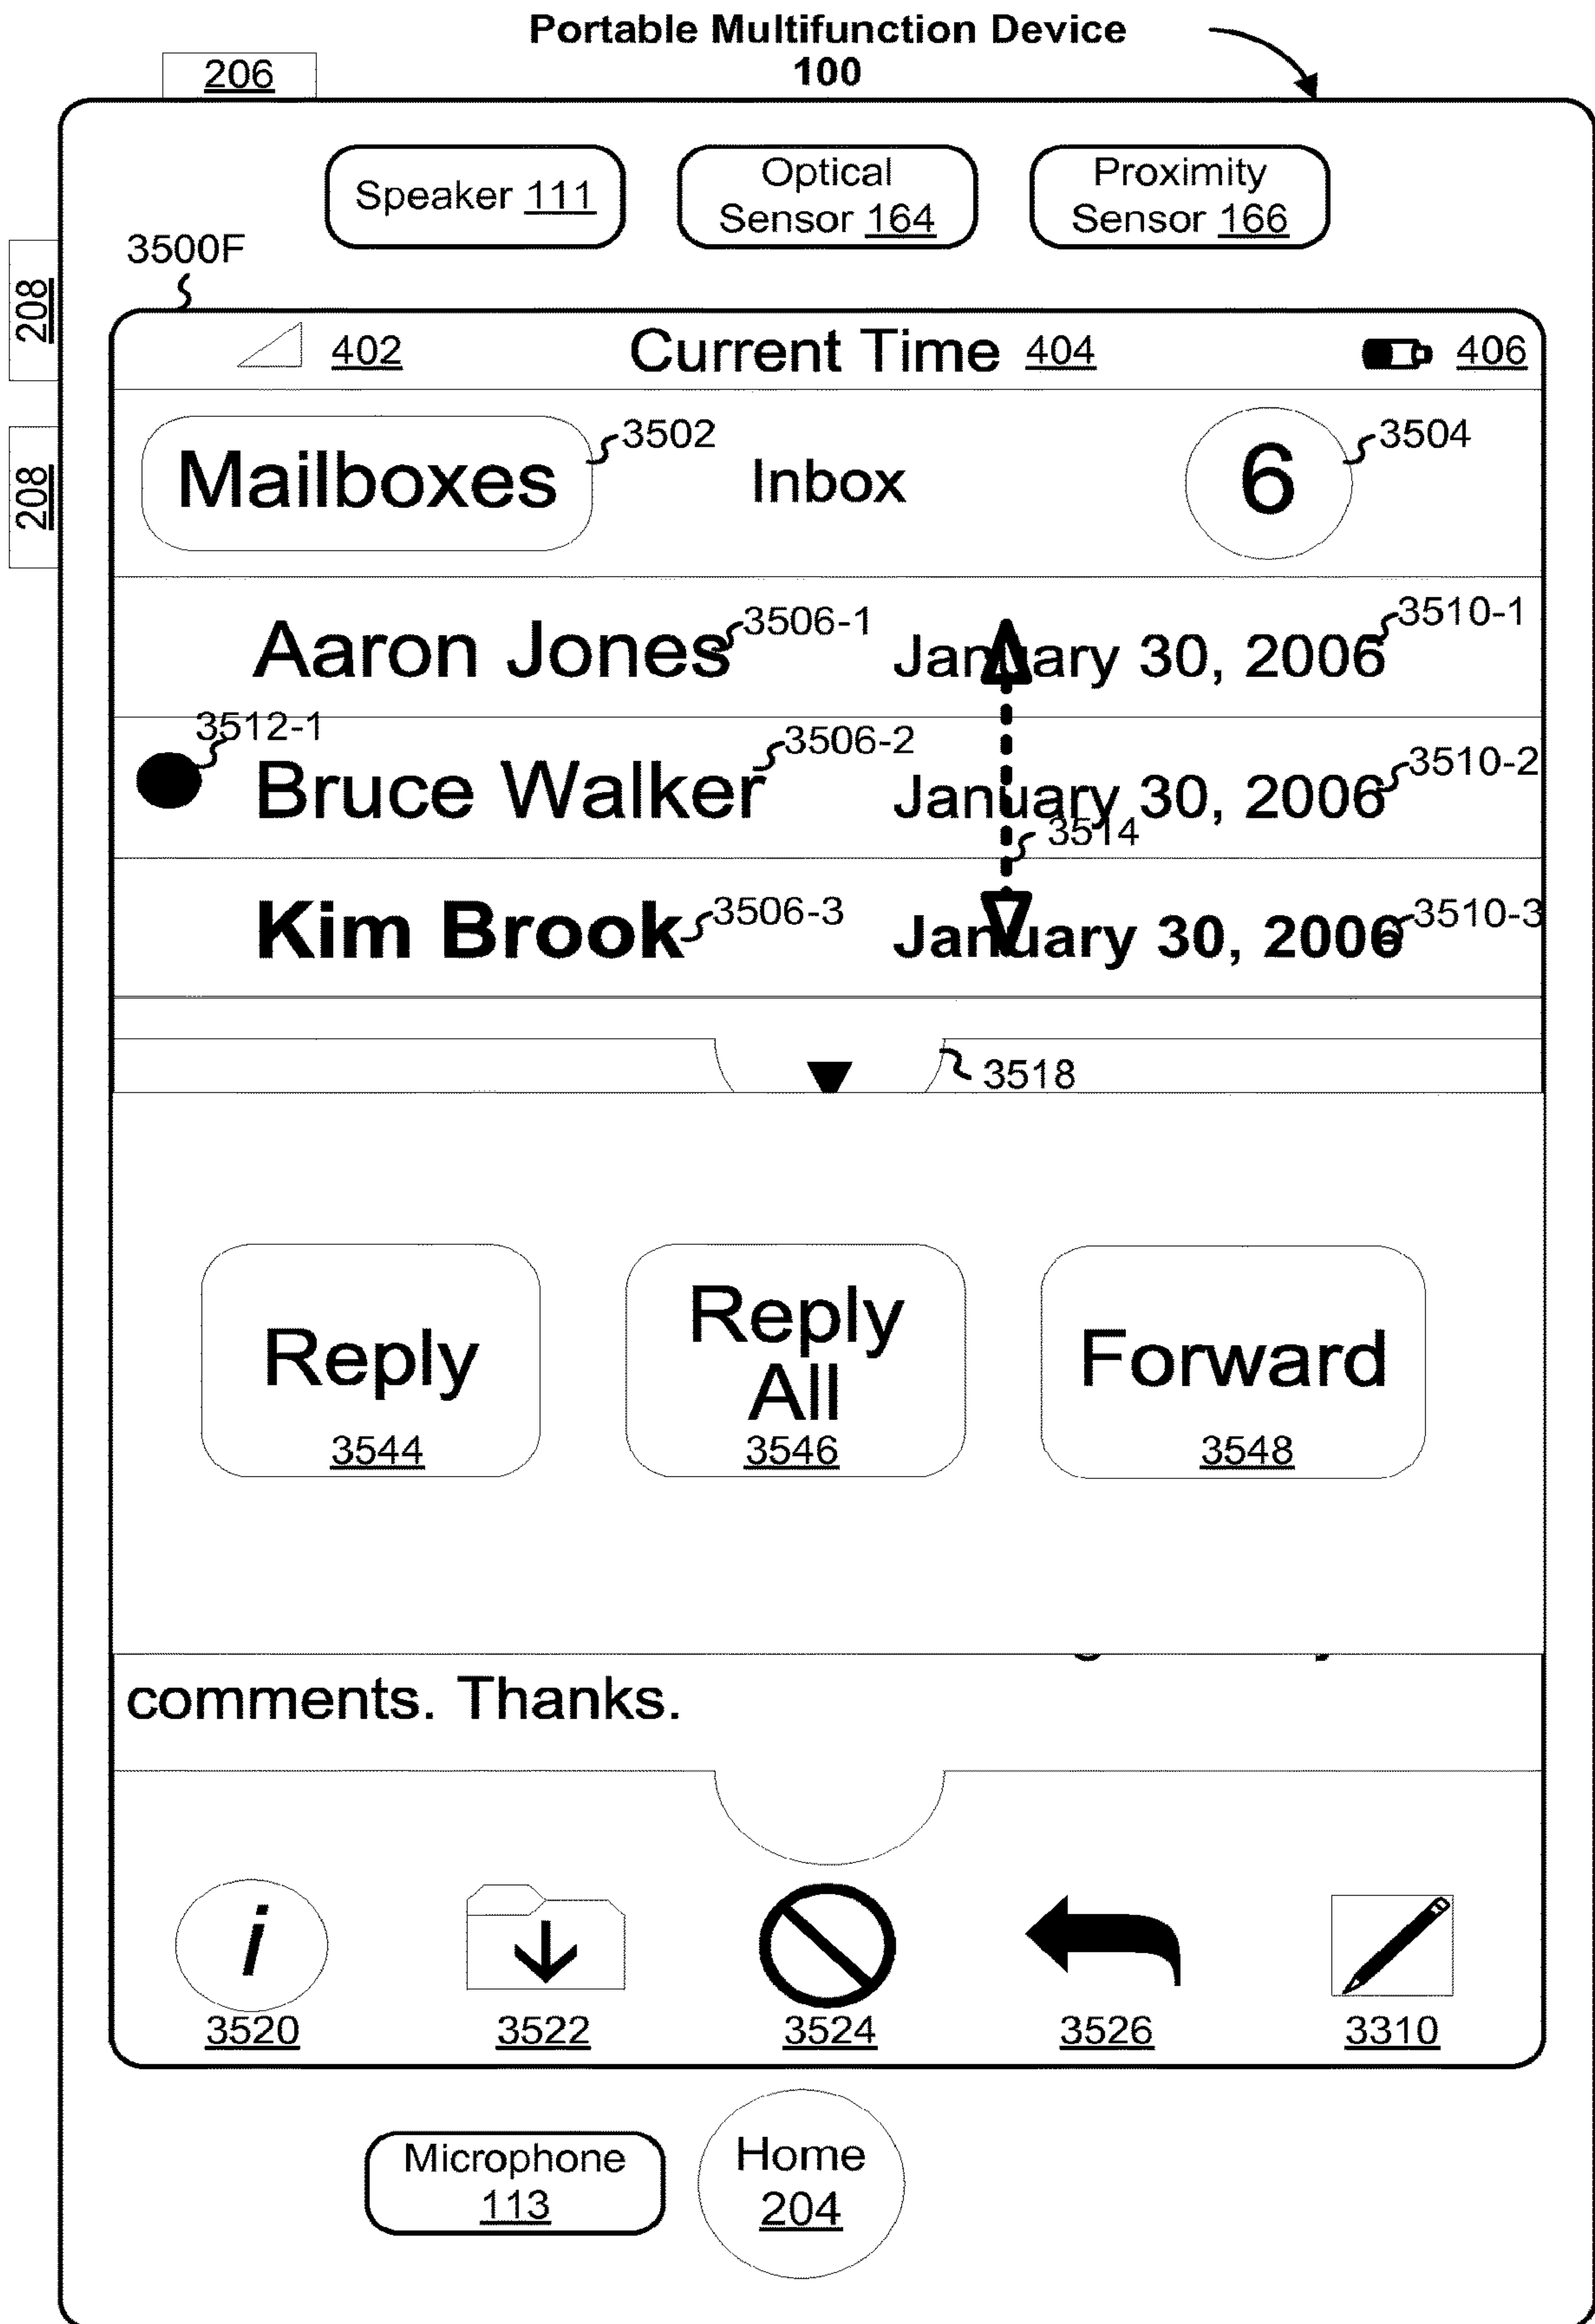 Portable Multifunction Device
100
206
Speaker 111
Optical
Sensor 164
Proximity
Sensor 166
3500F
208
208
402
Current Time 404
406
Mailboxes
3502
Inbox
6
3504
Aaron Jones
3506-1
January 30, 2006
3510-1
3512-1
Bruce Walker
3506-2
January 30, 2006
3510-2
3514
Kim Brook
3506-3
January 30, 2006
3510-3
3518
Reply
3544
Reply
All
3546
Forward
3548
comments. Thanks.
i
3520
3522
3524
3526
3310
Microphone
113
Home
204